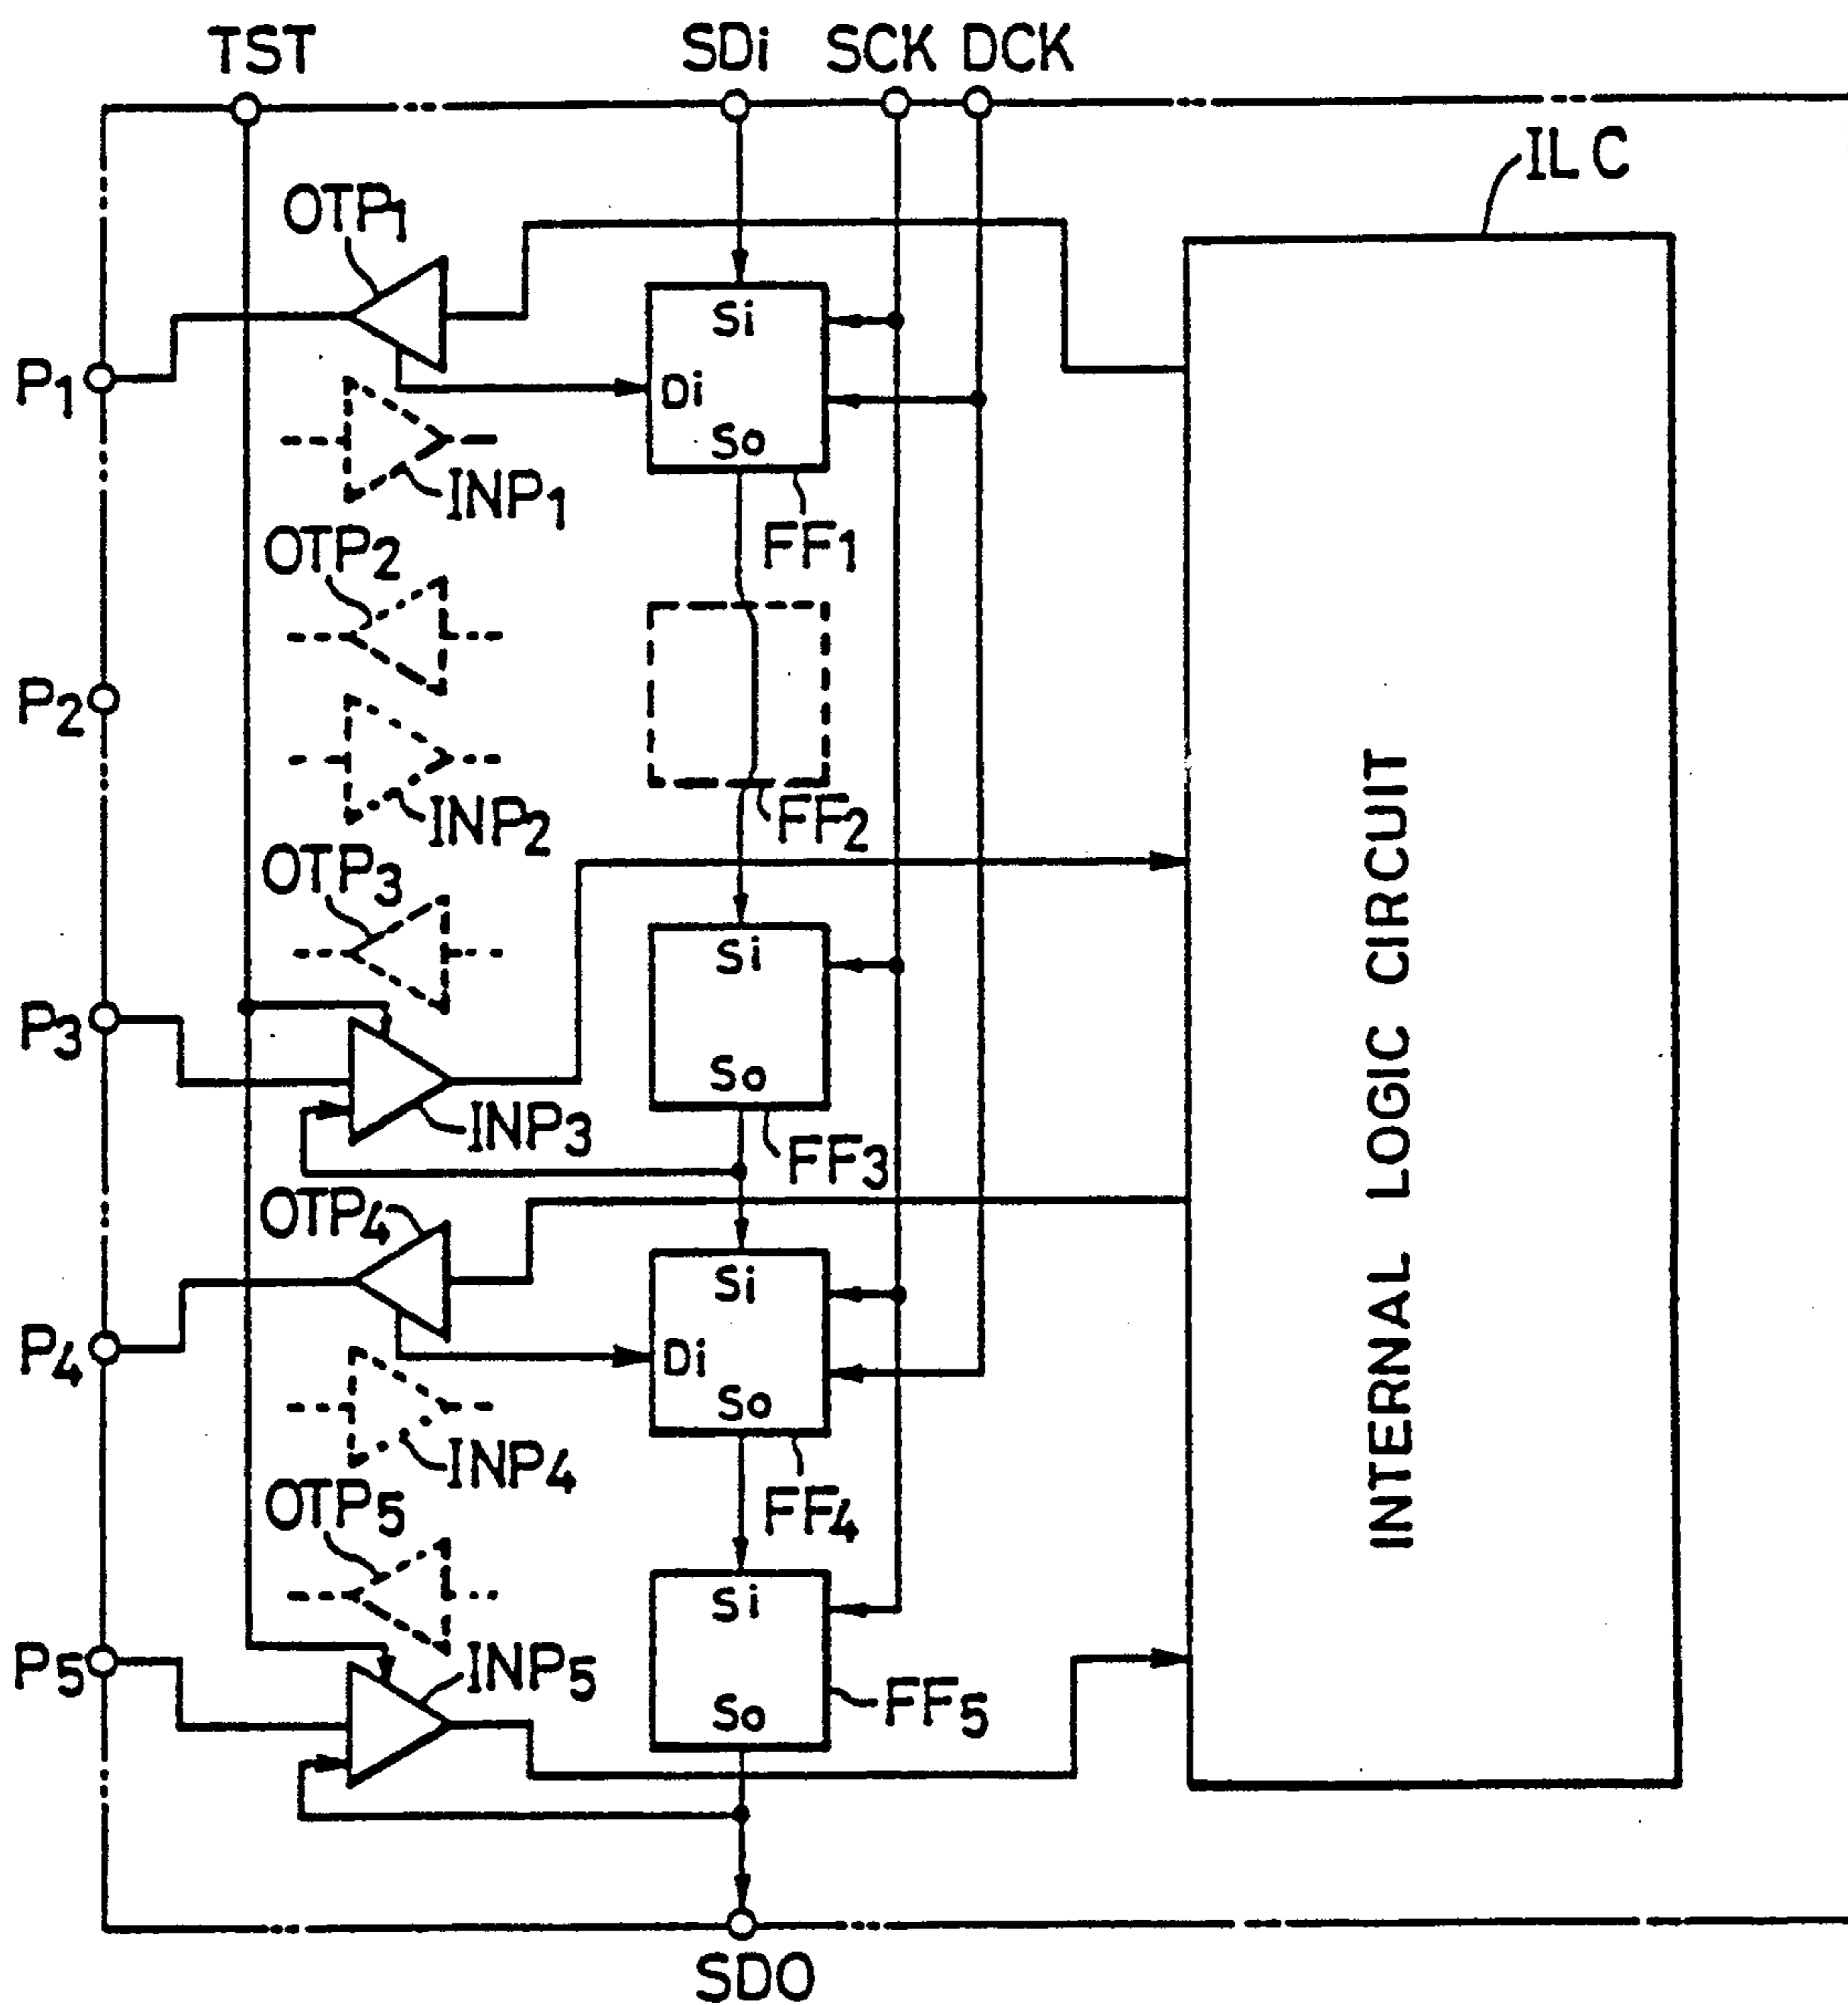 TST
SDi
SCK
DCK
ILC
OTP1
Si
Di
So
P1
INP1
FF1
OTP2
P2
INP2
FF2
OTP3
Si
So
P3
INP3
FF3
OTP4
Si
Di
So
P4
INP4
FF4
OTP5
Si
So
P5
INP5
FF5
INTERNAL LOGIC CIRCUIT
SDO